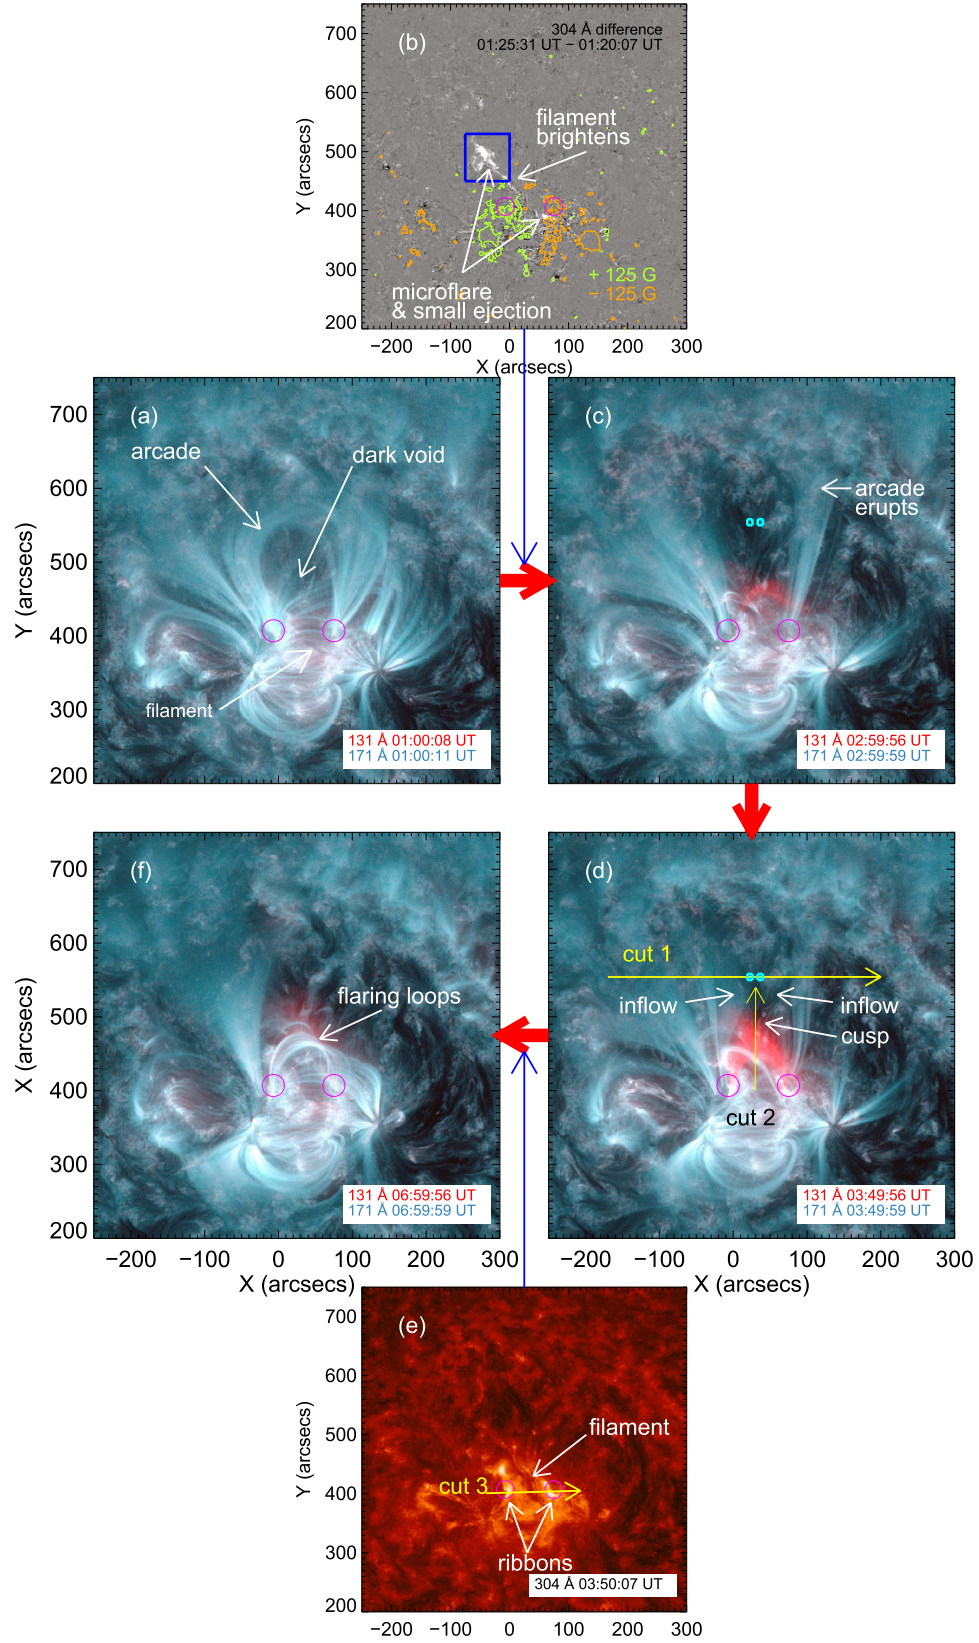 750
700
600
500
400
300
200
Y (arcsecs)
(b)
304 Å difference
01:25:31 UT − 01:20:07 UT
filament
brightens
+ 125 G
− 125 G
microflare
& small ejection
−200 −100 0 100 200 300
X (arcsecs)
700
600
500
400
300
200
Y (arcsecs)
(a)
arcade
dark void
filament
131 Å 01:00:08 UT
171 Å 01:00:11 UT
(c)
arcade
erupts
131 Å 02:59:56 UT
171 Å 02:59:59 UT
700
600
500
400
300
200
X (arcsecs)
(f)
flaring loops
131 Å 06:59:56 UT
171 Å 06:59:59 UT
−200 −100 0 100 200 300
X (arcsecs)
(d)
cut 1
inflow
inflow
cusp
cut 2
131 Å 03:49:56 UT
171 Å 03:49:59 UT
−200 −100 0 100 200 300
X (arcsecs)
700
600
500
400
300
200
Y (arcsecs)
(e)
filament
cut 3
ribbons
304 Å 03:50:07 UT
−200 −100 0 100 200 300